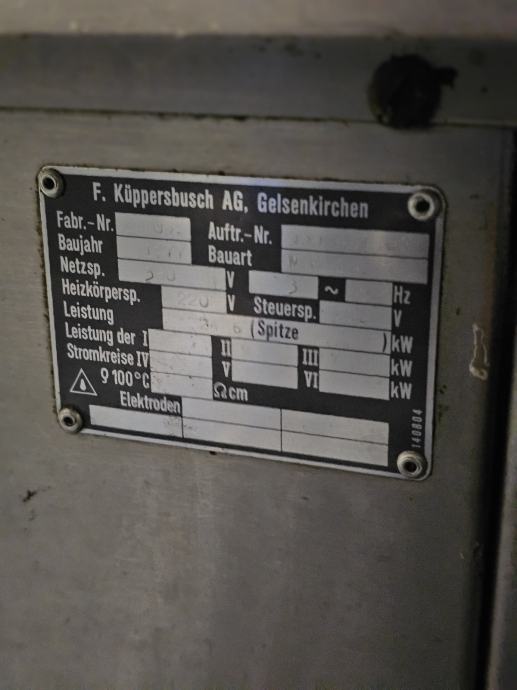 F. Küppersbusch AG, Gelsenkirchen
Fabr.-Nr. Auftr.-Nr.
Baujahr Bauart
Netzsp. V 3 ~ Hz
Heizkörpersp. 220 V Steuersp. V
Leistung (Spitze ) kW
Leistung der I II III kW
Stromkreise IV V VI kW
ϱ 100°C Ωcm
Elektroden
140804